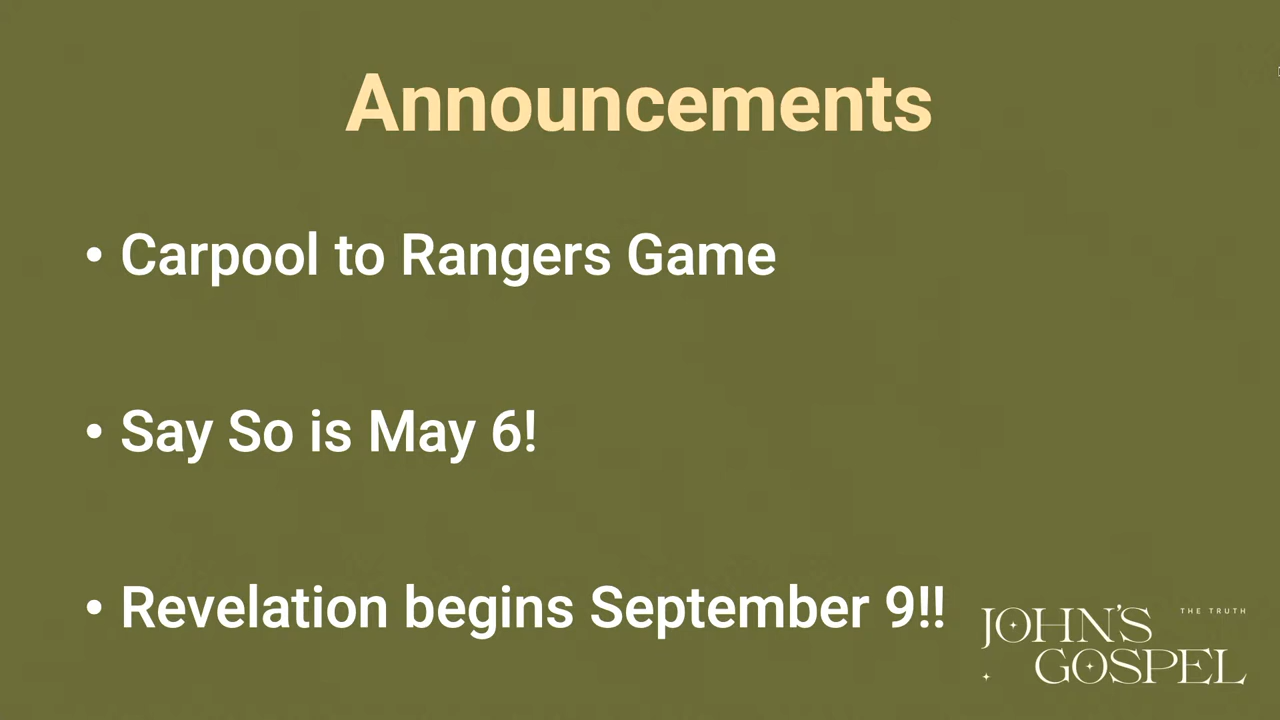 Announcements
• Carpool to Rangers Game
• Say So is May 6!
• Revelation begins September 9!!
JOHN'S THE TRUTH
GOSPEL